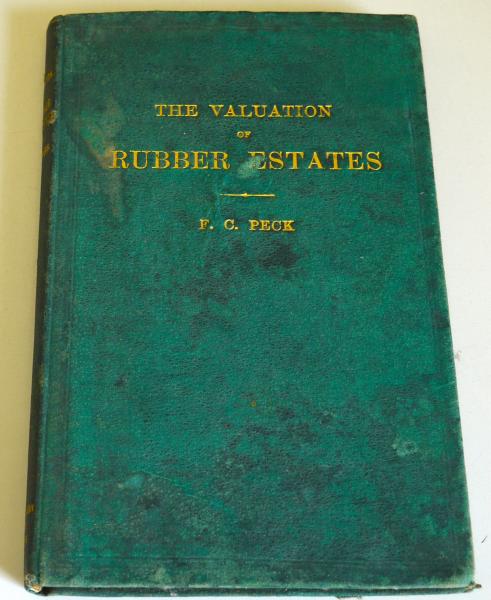 THE VALUATION
OF
RUBBER ESTATES
F. C. PECK